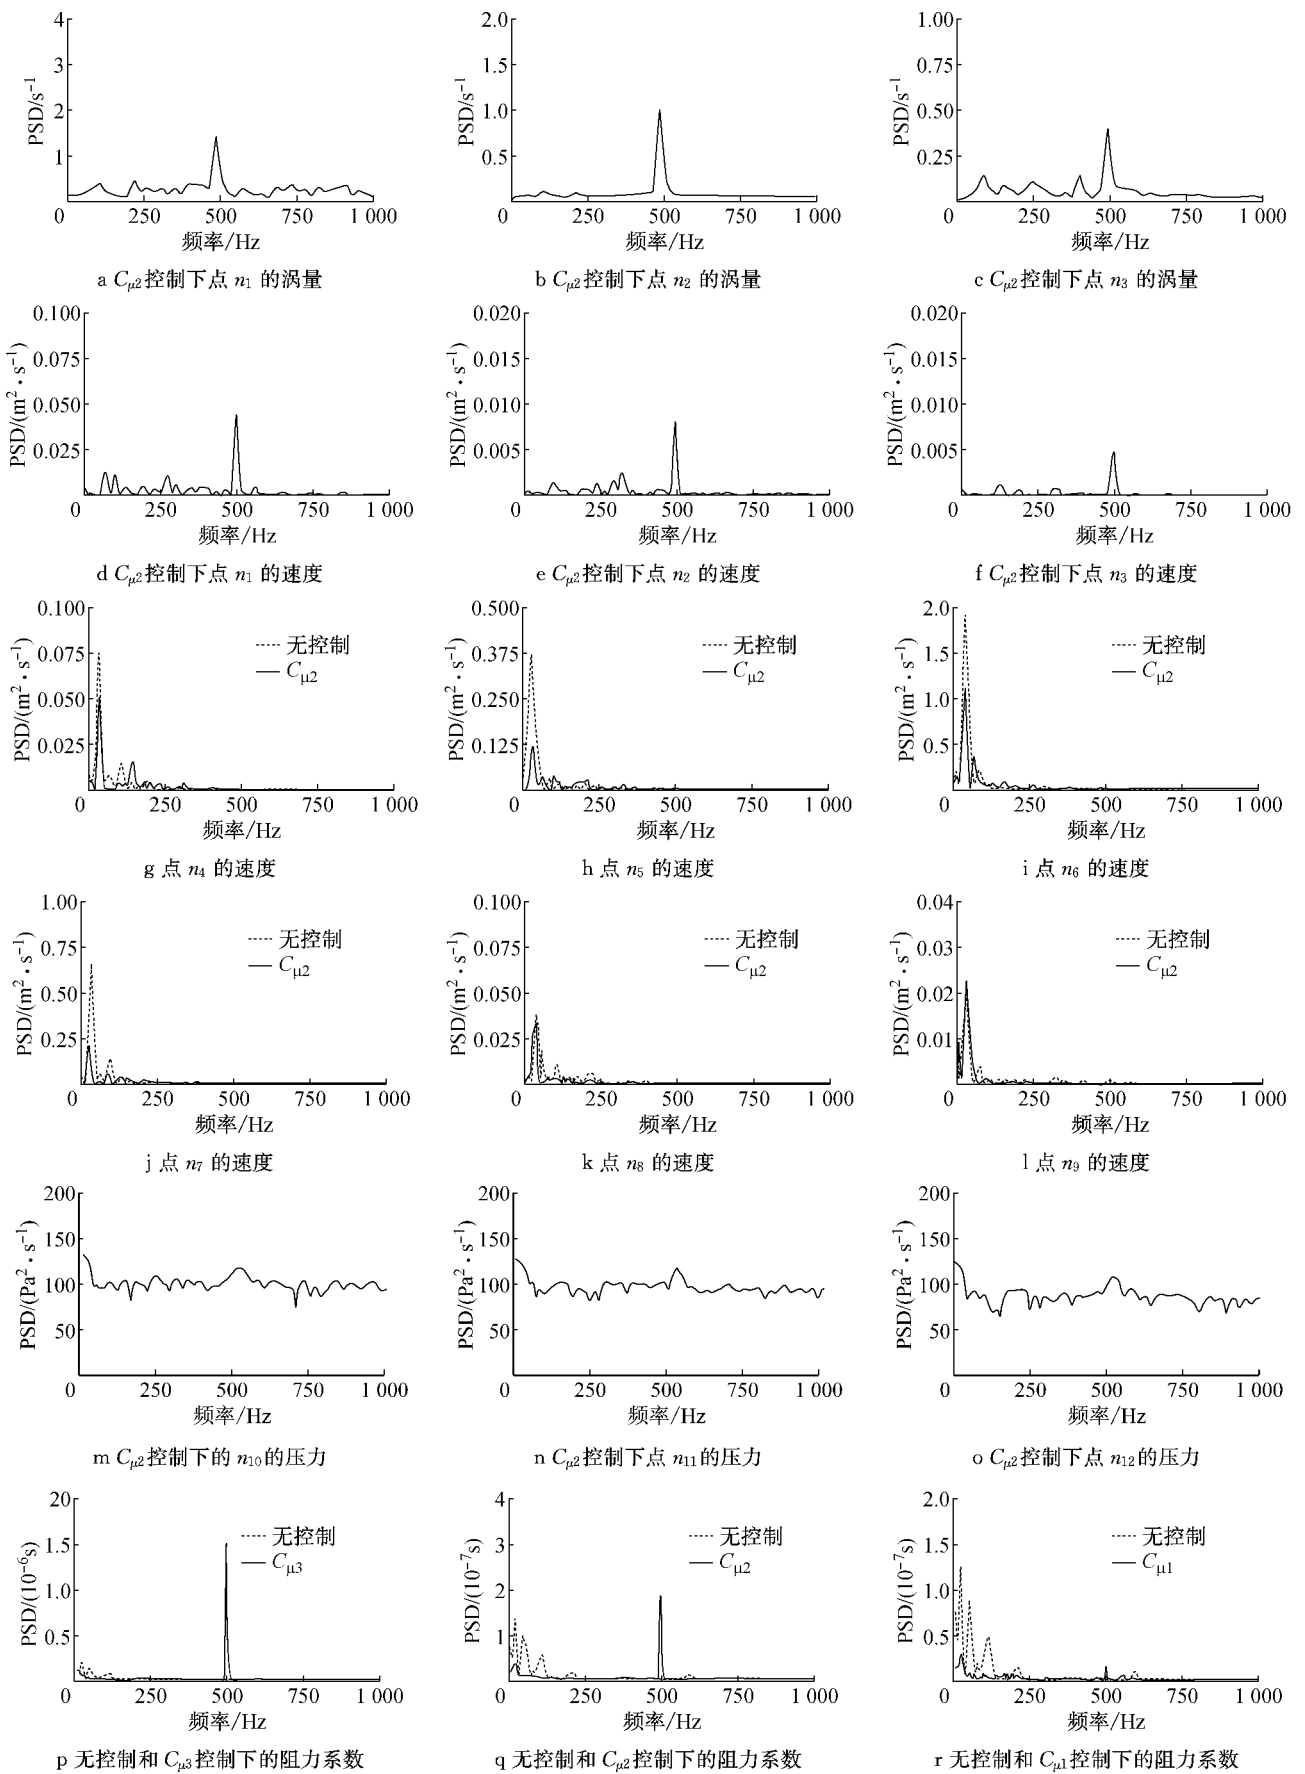 4 3 2 1 PSD/s⁻¹ 0 250 500 750 1 000 频率/Hz
2.0 1.5 1.0 0.5 PSD/s⁻¹ 0 250 500 750 1 000 频率/Hz
1.00 0.75 0.50 0.25 PSD/s⁻¹ 0 250 500 750 1 000 频率/Hz
a Cμ2控制下点 n1 的涡量
b Cμ2控制下点 n2 的涡量
c Cμ2控制下点 n3 的涡量
0.100 0.075 0.050 0.025 PSD/(m²·s⁻¹) 0 250 500 750 1 000 频率/Hz
0.020 0.015 0.010 0.005 PSD/(m²·s⁻¹) 0 250 500 750 1 000 频率/Hz
0.020 0.015 0.010 0.005 PSD/(m²·s⁻¹) 0 250 500 750 1 000 频率/Hz
d Cμ2控制下点 n1 的速度
e Cμ2控制下点 n2 的速度
f Cμ2控制下点 n3 的速度
0.100 0.075 0.050 0.025 PSD/(m²·s⁻¹) 无控制 Cμ2 0 250 500 750 1 000 频率/Hz
0.500 0.375 0.250 0.125 PSD/(m²·s⁻¹) 无控制 Cμ2 0 250 500 750 1 000 频率/Hz
2.0 1.5 1.0 0.5 PSD/(m²·s⁻¹) 无控制 Cμ2 0 250 500 750 1 000 频率/Hz
g 点 n4 的速度
h 点 n5 的速度
i 点 n6 的速度
1.00 0.75 0.50 0.25 PSD/(m²·s⁻¹) 无控制 Cμ2 0 250 500 750 1 000 频率/Hz
0.100 0.075 0.050 0.025 PSD/(m²·s⁻¹) 无控制 Cμ2 0 250 500 750 1 000 频率/Hz
0.04 0.03 0.02 0.01 PSD/(m²·s⁻¹) 无控制 Cμ2 0 250 500 750 1 000 频率/Hz
j 点 n7 的速度
k 点 n8 的速度
l 点 n9 的速度
200 150 100 50 PSD/(Pa²·s⁻¹) 0 250 500 750 1 000 频率/Hz
200 150 100 50 PSD/(Pa²·s⁻¹) 0 250 500 750 1 000 频率/Hz
200 150 100 50 PSD/(Pa²·s⁻¹) 0 250 500 750 1 000 频率/Hz
m Cμ2控制下的 n10的压力
n Cμ2控制下点 n11的压力
o Cμ2控制下点 n12的压力
20 15 10 5 PSD/(10⁻⁶s) 无控制 Cμ3 0 250 500 750 1 000 频率/Hz
4 3 2 1 PSD/(10⁻⁷s) 无控制 Cμ2 0 250 500 750 1 000 频率/Hz
2.0 1.5 1.0 0.5 PSD/(10⁻⁷s) 无控制 Cμ1 0 250 500 750 1 000 频率/Hz
p 无控制和 Cμ3控制下的阻力系数
q 无控制和 Cμ2控制下的阻力系数
r 无控制和 Cμ1控制下的阻力系数